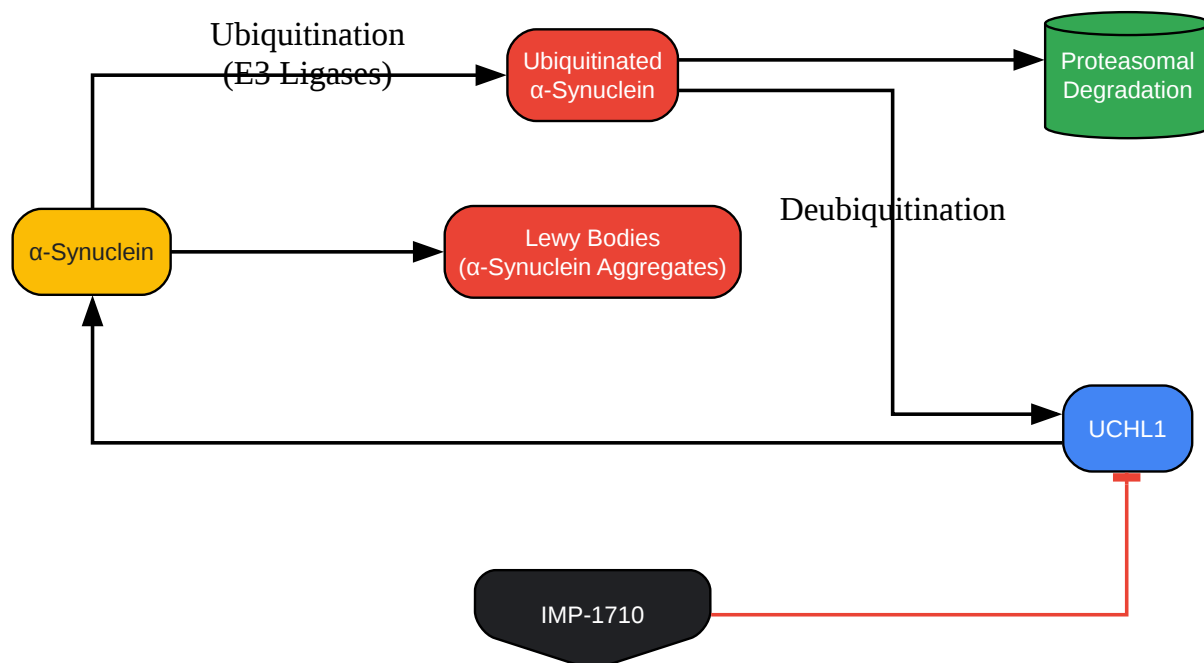 Ubiquitination
(E3 Ligases)
Ubiquitinated
α-Synuclein
Proteasomal
Degradation
Deubiquitination
α-Synuclein
Lewy Bodies
(α-Synuclein Aggregates)
UCHL1
IMP-1710